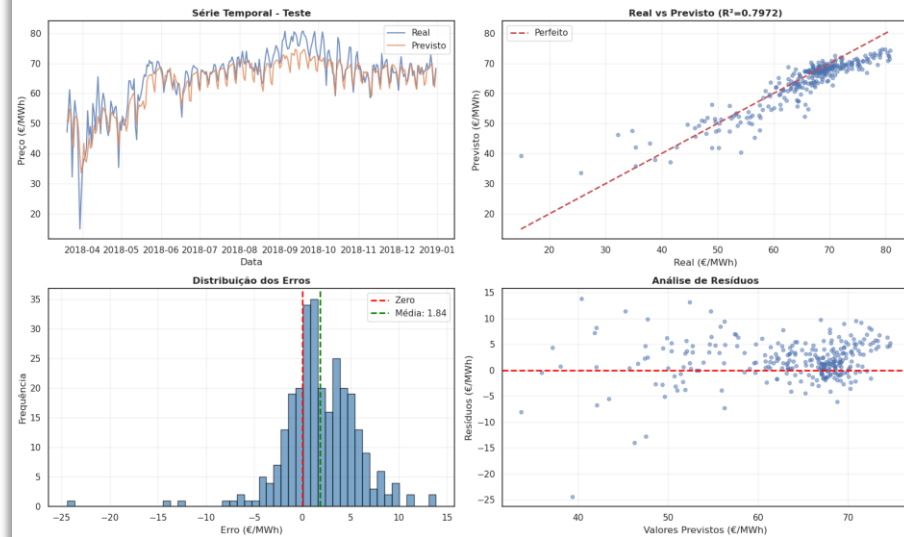 Série Temporal - Teste
Real
Previsto
Preço (€/MWh)
80
70
60
50
40
30
20
2018-04 2018-05 2018-06 2018-07 2018-08 2018-09 2018-10 2018-11 2018-12 2019-01
Data
Real vs Previsto (R²=0.7972)
Perfeito
Previsto (€/MWh)
80
70
60
50
40
30
20
20 30 40 50 60 70 80
Real (€/MWh)
Distribuição dos Erros
Zero
Média: 1.84
Frequência
35
30
25
20
15
10
5
0
−25 −20 −15 −10 −5 0 5 10 15
Erro (€/MWh)
Análise de Resíduos
Resíduos (€/MWh)
15
10
5
0
−5
−10
−15
−20
−25
40 50 60 70
Valores Previstos (€/MWh)